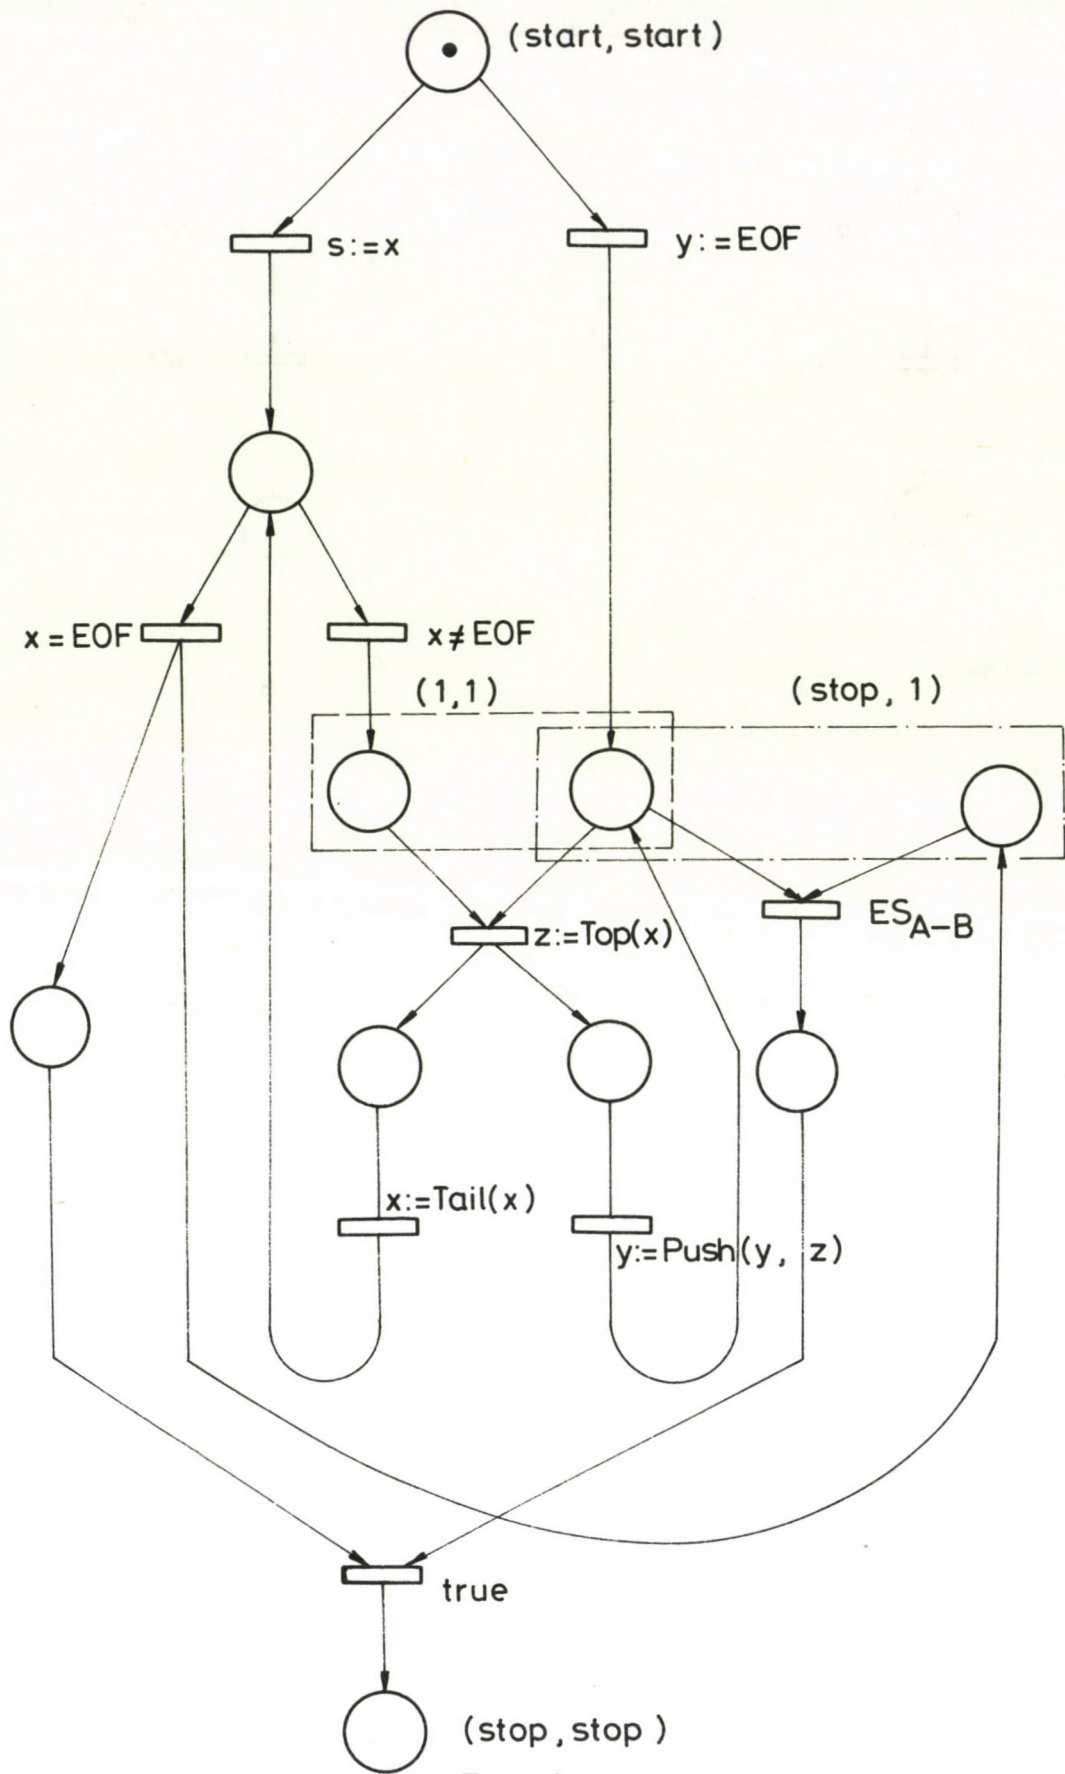 (start, start)
s:=x
y:=EOF
x=EOF
x≠EOF
(1,1)
(stop, 1)
z:=Top(x)
ES_A-B
x:=Tail(x)
y:=Push(y, z)
true
(stop, stop)